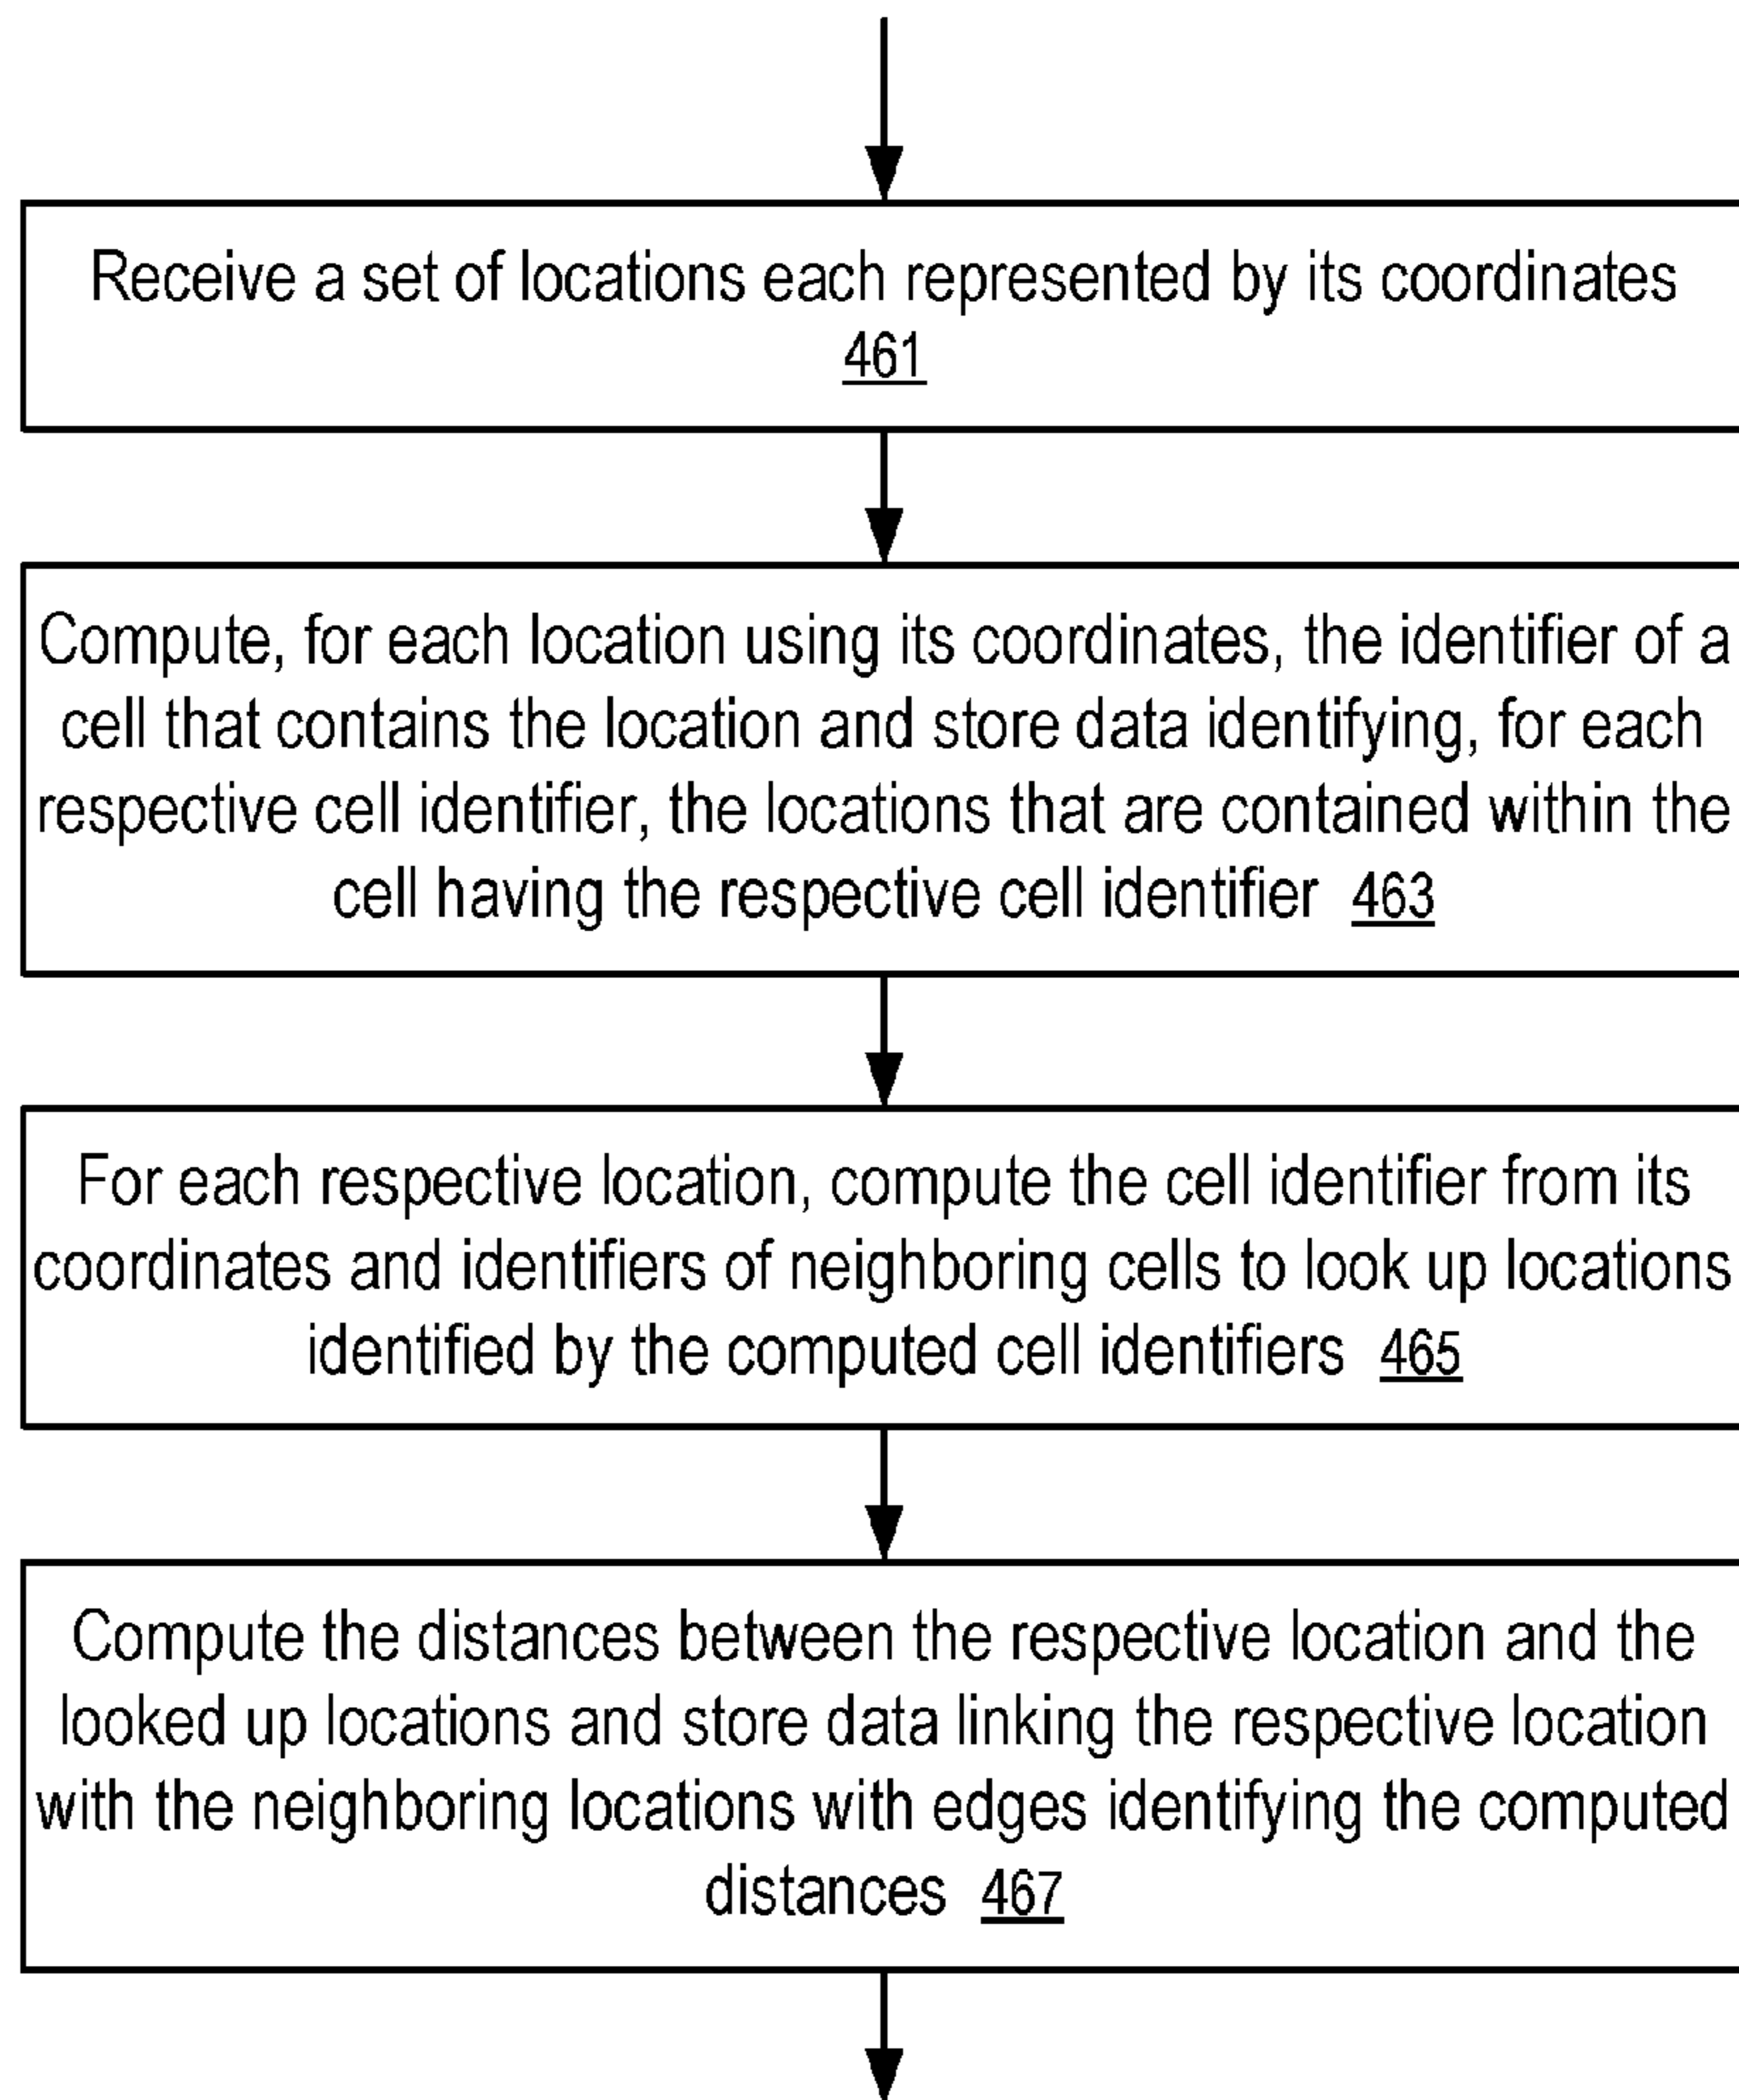 Receive a set of locations each represented by its coordinates
461
Compute, for each location using its coordinates, the identifier of a
cell that contains the location and store data identifying, for each
respective cell identifier, the locations that are contained within the
cell having the respective cell identifier 463
For each respective location, compute the cell identifier from its
coordinates and identifiers of neighboring cells to look up locations
identified by the computed cell identifiers 465
Compute the distances between the respective location and the
looked up locations and store data linking the respective location
with the neighboring locations with edges identifying the computed
distances 467